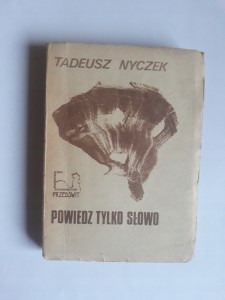 TADEUSZ NYCZEK
PRZEDŚWIT
POWIEDZ TYLKO SŁOWO